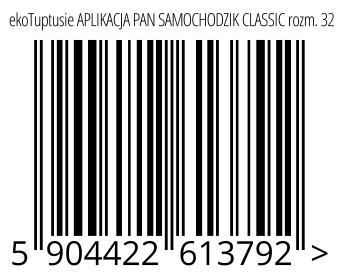 ekoTuptusie APLIKACJA PAN SAMOCHODZIK CLASSIC rozm. 32
5 904422 613792 >